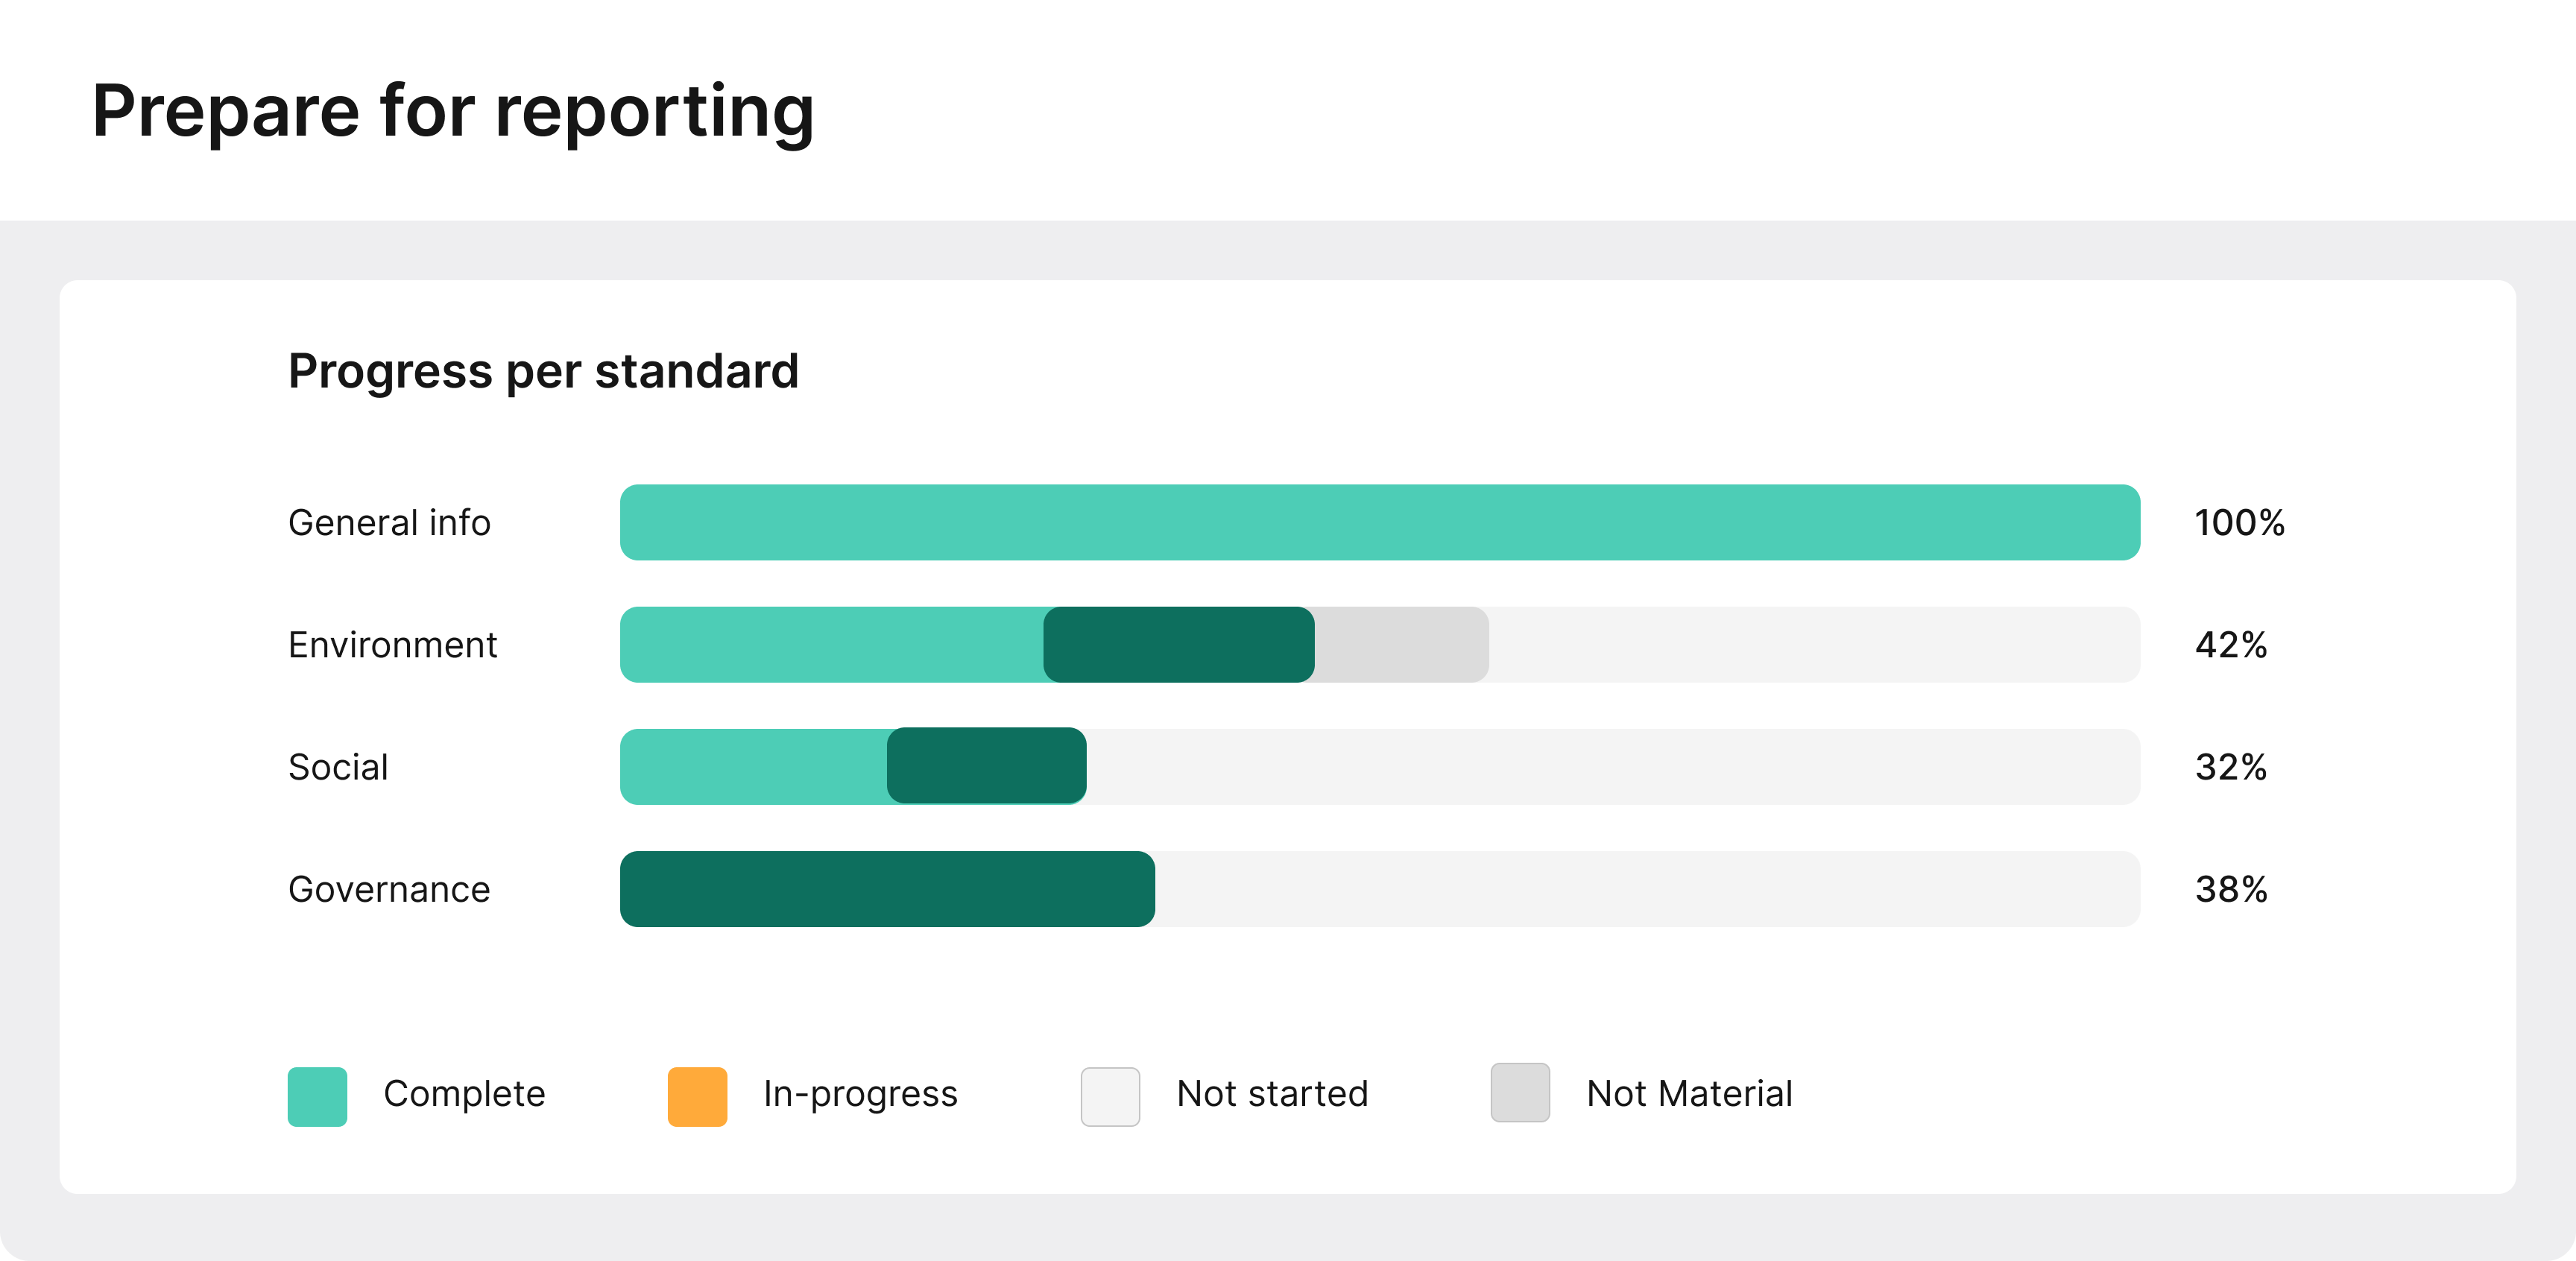 Prepare for reporting
Progress per standard
General info 100%
Environment 42%
Social 32%
Governance 38%
Complete In-progress Not started Not Material